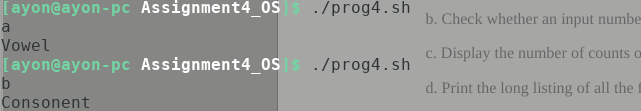 [ayon@ayon-pc Assignment4_OS]$ ./prog4.sh
a
Vowel
[ayon@ayon-pc Assignment4_OS]$ ./prog4.sh
b
Consonent
b. Check whether an input numbe
c. Display the number of counts o
d. Print the long listing of all the